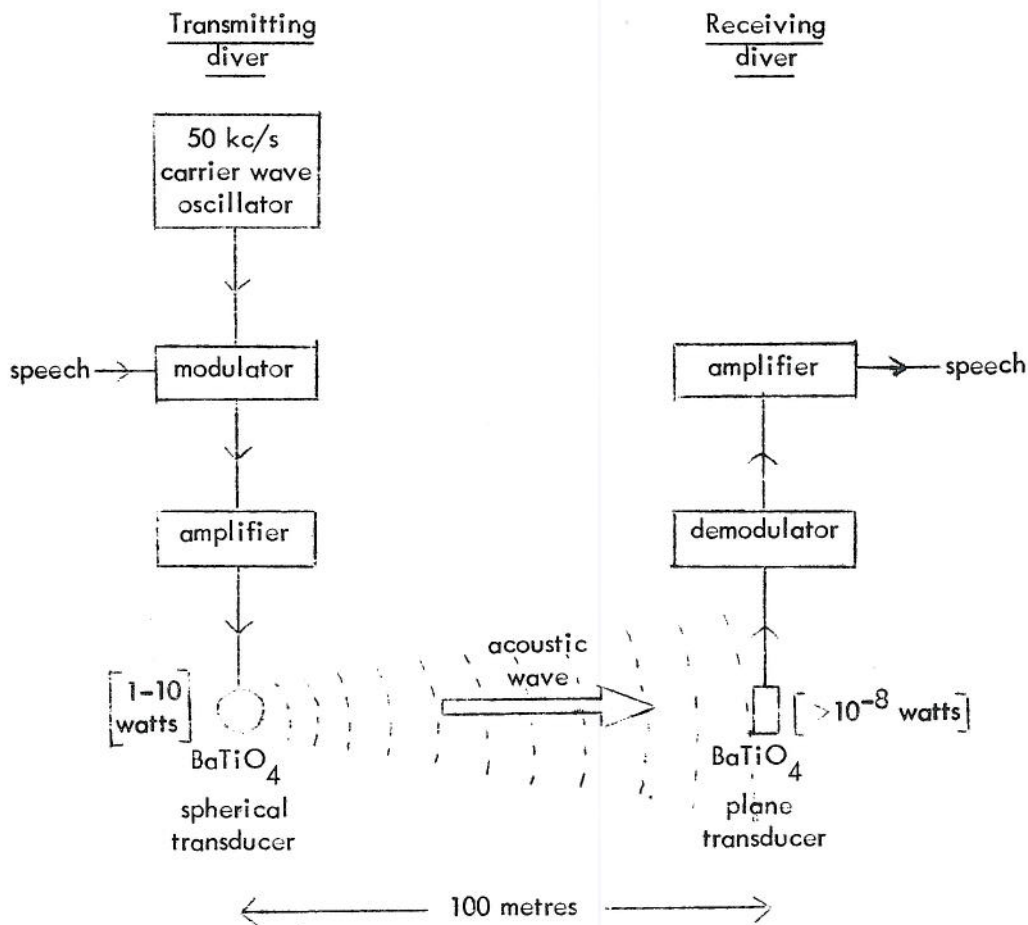 Transmitting
diver
Receiving
diver
50 kc/s
carrier wave
oscillator
speech
modulator
amplifier
speech
amplifier
demodulator
acoustic
wave
[1-10
watts]
[>10⁻⁸ watts]
BaTiO₄
BaTiO₄
spherical
transducer
plane
transducer
100 metres